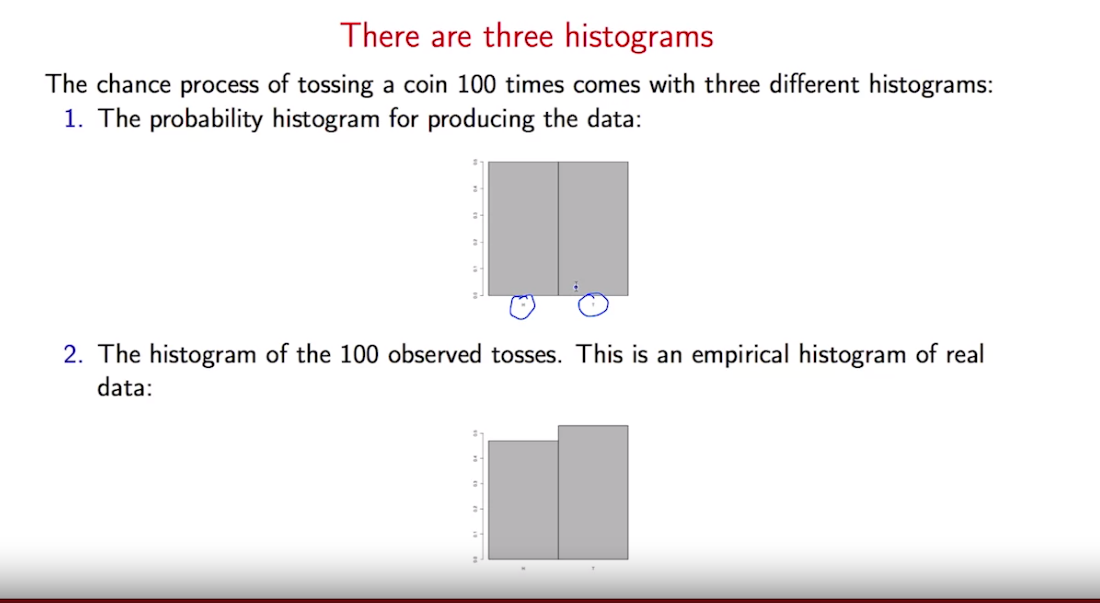 There are three histograms
The chance process of tossing a coin 100 times comes with three different histograms:
1. The probability histogram for producing the data:
2. The histogram of the 100 observed tosses. This is an empirical histogram of real
data: